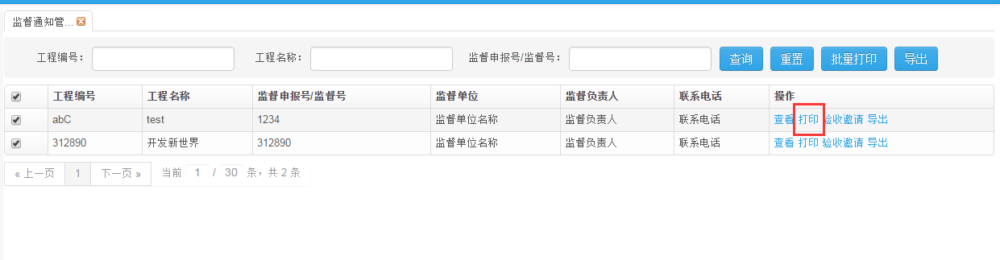 监督通知管...
工程编号： 工程名称： 监督申报号/监督号： 查询 重置 批量打印 导出
工程编号 工程名称 监督申报号/监督号 监督单位 监督负责人 联系电话 操作
abC test 1234 监督单位名称 监督负责人 联系电话 查看 打印 验收邀请 导出
312890 开发新世界 312890 监督单位名称 监督负责人 联系电话 查看 打印 验收邀请 导出
« 上一页 1 下一页 » 当前 1 / 30 条，共 2 条